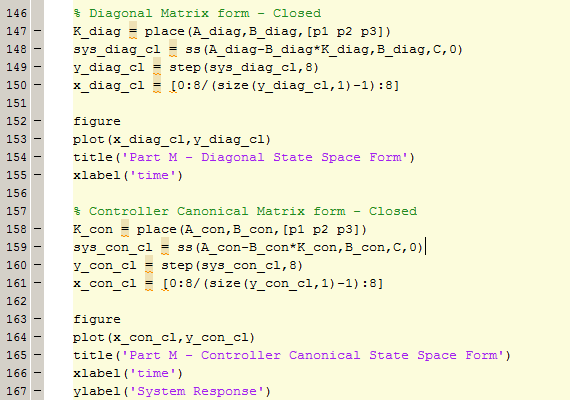 146 % Diagonal Matrix form - Closed
147 - K_diag = place(A_diag,B_diag,[p1 p2 p3])
148 - sys_diag_cl = ss(A_diag-B_diag*K_diag,B_diag,C,0)
149 - y_diag_cl = step(sys_diag_cl,8)
150 - x_diag_cl = [0:8/(size(y_diag_cl,1)-1):8]
151
152 - figure
153 - plot(x_diag_cl,y_diag_cl)
154 - title('Part M - Diagonal State Space Form')
155 - xlabel('time')
156
157 % Controller Canonical Matrix form - Closed
158 - K_con = place(A_con,B_con,[p1 p2 p3])
159 - sys_con_cl = ss(A_con-B_con*K_con,B_con,C,0)
160 - y_con_cl = step(sys_con_cl,8)
161 - x_con_cl = [0:8/(size(y_con_cl,1)-1):8]
162
163 - figure
164 - plot(x_con_cl,y_con_cl)
165 - title('Part M - Controller Canonical State Space Form')
166 - xlabel('time')
167 - ylabel('System Response')